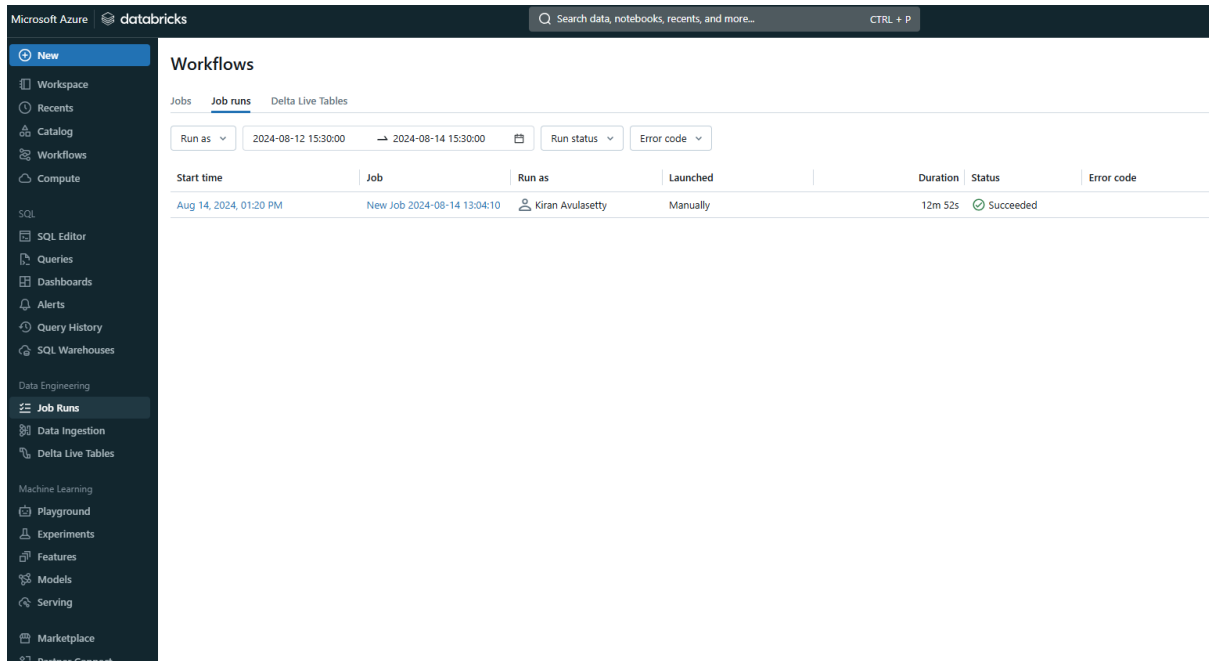 Microsoft Azure databricks
Search data, notebooks, recents, and more... CTRL + P
New
Workspace
Recents
Catalog
Workflows
Compute
SQL
SQL Editor
Queries
Dashboards
Alerts
Query History
SQL Warehouses
Data Engineering
Job Runs
Data Ingestion
Delta Live Tables
Machine Learning
Playground
Experiments
Features
Models
Serving
Marketplace
Partner Connect
Workflows
Jobs Job runs Delta Live Tables
Run as 2024-08-12 15:30:00 → 2024-08-14 15:30:00 Run status Error code
Start time Job Run as Launched Duration Status Error code
Aug 14, 2024, 01:20 PM New Job 2024-08-14 13:04:10 Kiran Avulasetty Manually 12m 52s Succeeded